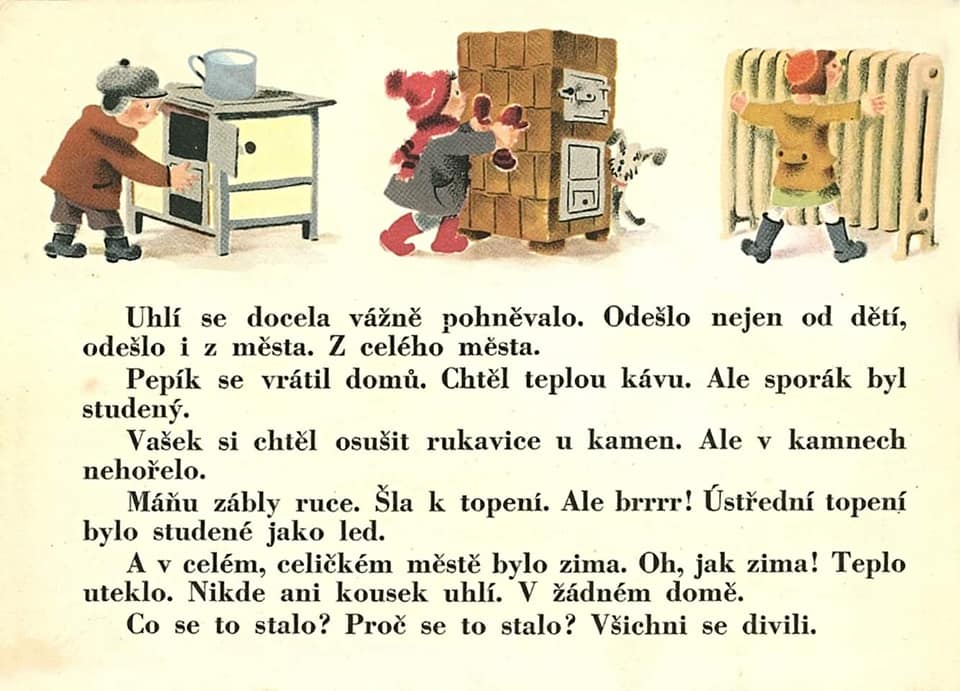 Uhlí se docela vážně pohněvalo. Odešlo nejen od dětí,
odešlo i z města. Z celého města.
Pepík se vrátil domů. Chtěl teplou kávu. Ale sporák byl
studený.
Vašek si chtěl osušit rukavice u kamen. Ale v kamnech
nehořelo.
Máňu zábly ruce. Šla k topení. Ale brrrr! Ústřední topení
bylo studené jako led.
A v celém, celičkém městě bylo zima. Oh, jak zima! Teplo
uteklo. Nikde ani kousek uhlí. V žádném domě.
Co se to stalo? Proč se to stalo? Všichni se divili.